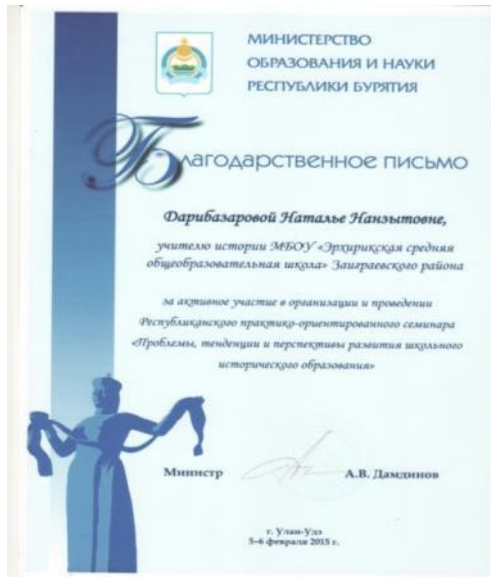 МИНИСТЕРСТВО
ОБРАЗОВАНИЯ И НАУКИ
РЕСПУБЛИКИ БУРЯТИЯ
Благодарственное письмо
Дарибазаровой Наталье Нанзытовне,
учителю истории МБОУ «Эрхирикская средняя
общеобразовательная школа» Заиграевского района
за активное участие в организации и проведении
Республиканского практико-ориентированного семинара
«Проблемы, тенденции и перспективы развития школьного
исторического образования»
Министр А.В. Дамдинов
г. Улан-Удэ
5-6 февраля 2015 г.